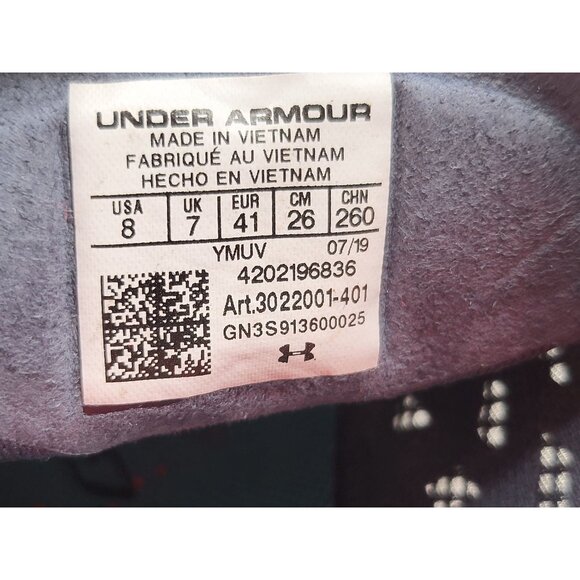 UNDER ARMOUR
MADE IN VIETNAM
FABRIQUÉ AU VIETNAM
HECHO EN VIETNAM
USA UK EUR CM CHN
8 7 41 26 260
YMUV 07/19
4202196836
Art.3022001-401
GN3S913600025